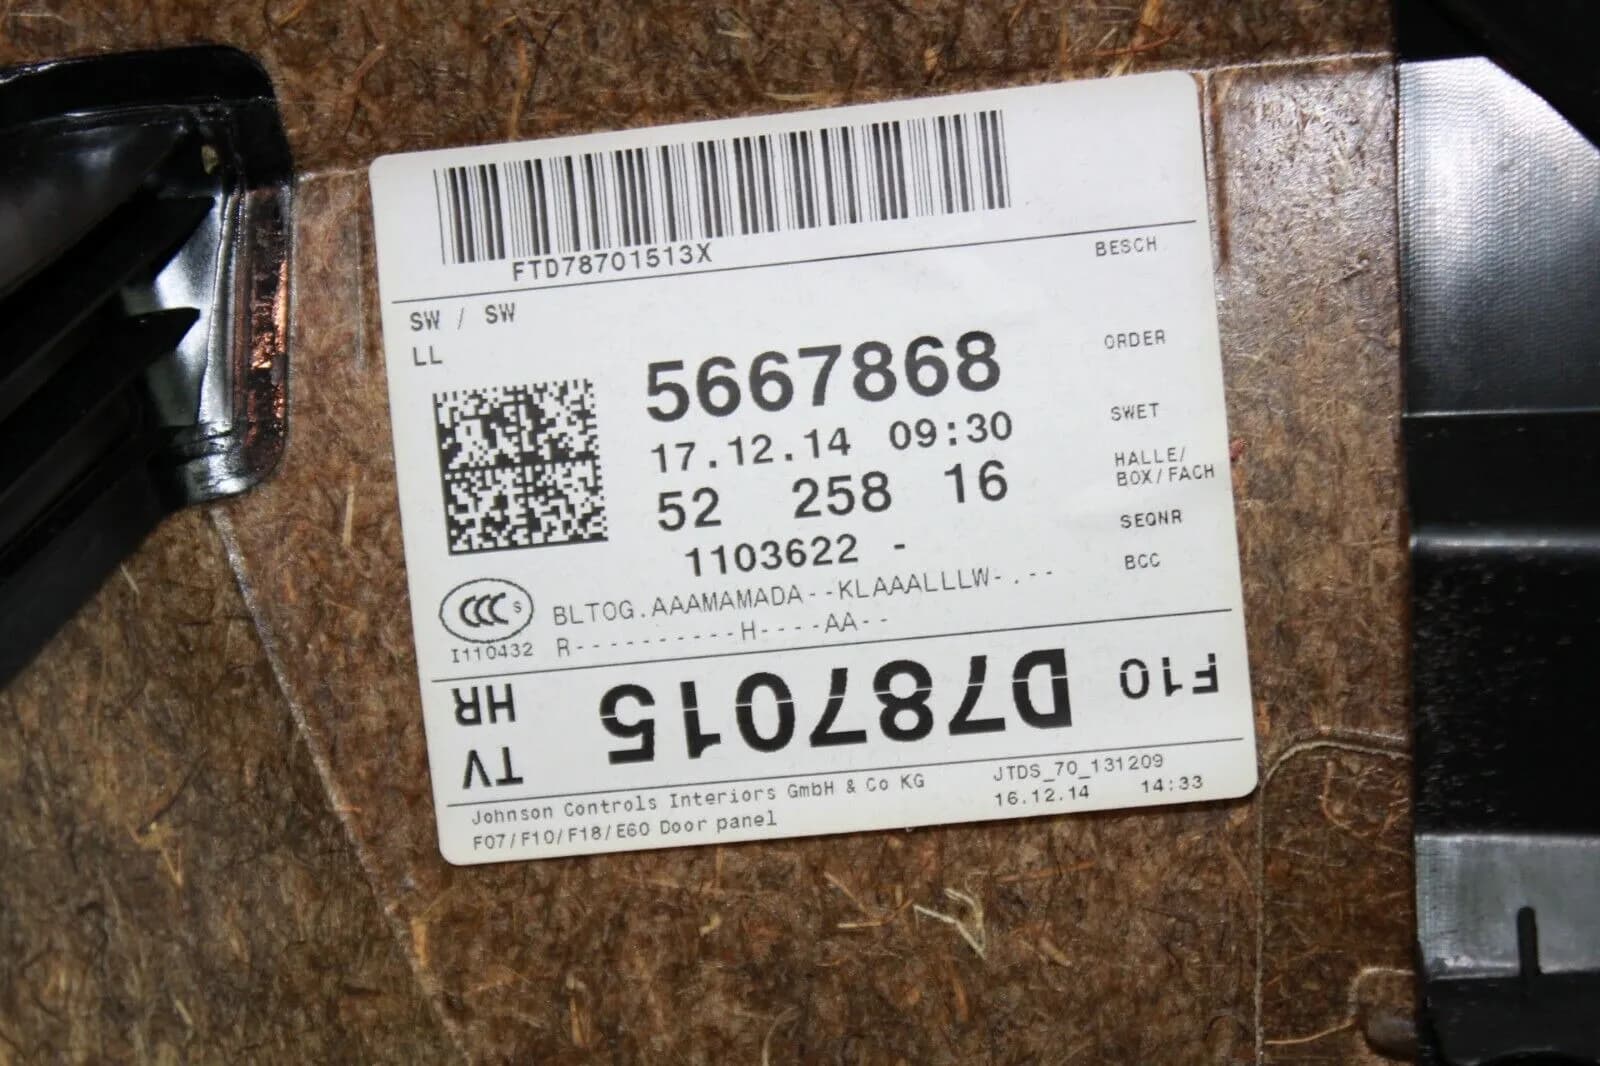 FTD78701513X
BESCH
SW / SW
LL
5667868 ORDER
17.12.14 09:30 SWET
52 258 16 HALLE/
BOX/FACH
1103622 - SEQNR
BCC
CCC S
I110432
BLTOG.AAAMAMADA--KLAAALLLW-.--
R----------H----AA--
F10 D787015 HR
TV
Johnson Controls Interiors GmbH & Co KG
JTDS_70_131209
F07/F10/F18/E60 Door panel
16.12.14 14:33